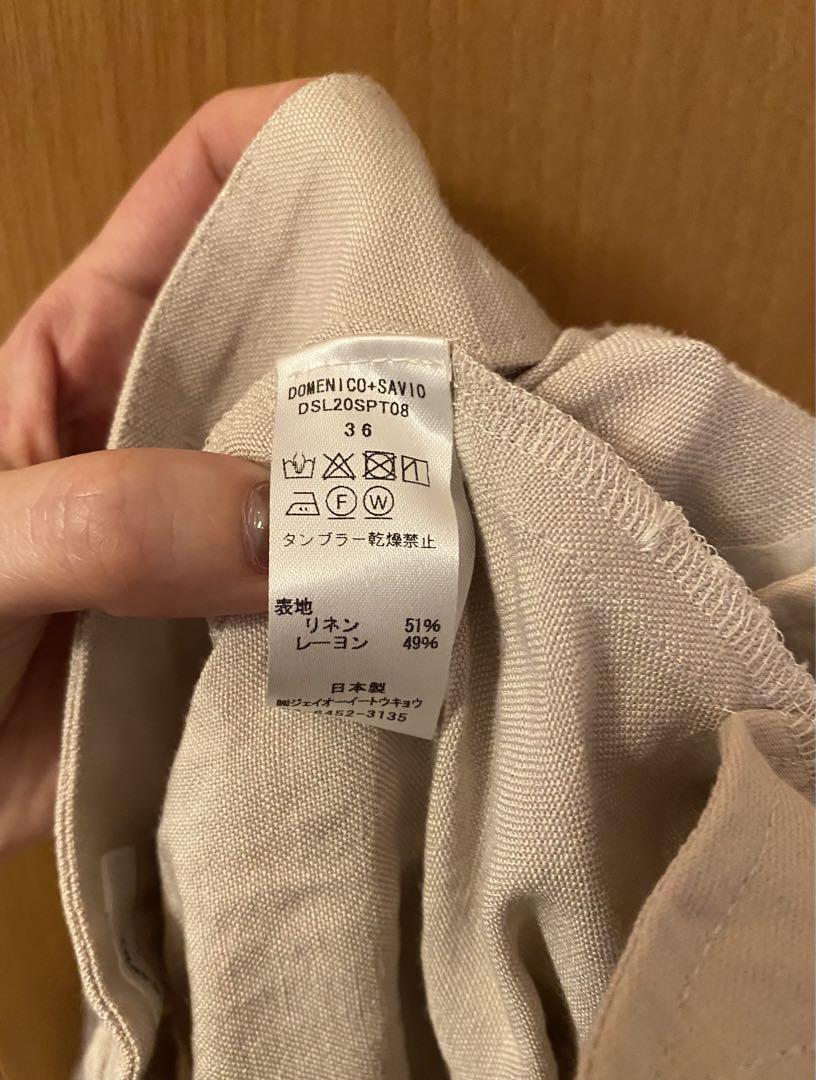 DOMENICO+SAVIO
DSL20SPT08
36
F W
タンブラー乾燥禁止
表地
リネン 51%
レーヨン 49%
日本製
㈱ジェイオーイートウキョウ
6452-3135